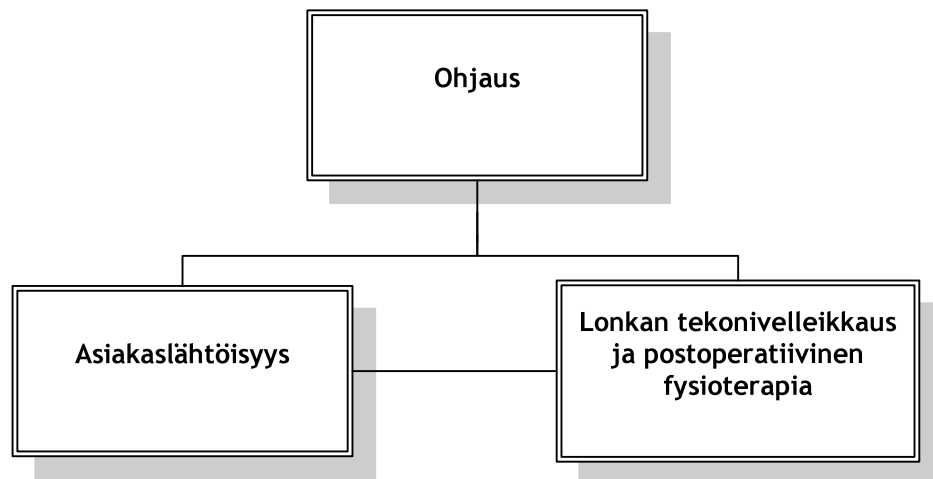 Ohjaus
Asiakaslähtöisyys
Lonkan tekonivelleikkaus
ja postoperatiivinen
fysioterapia